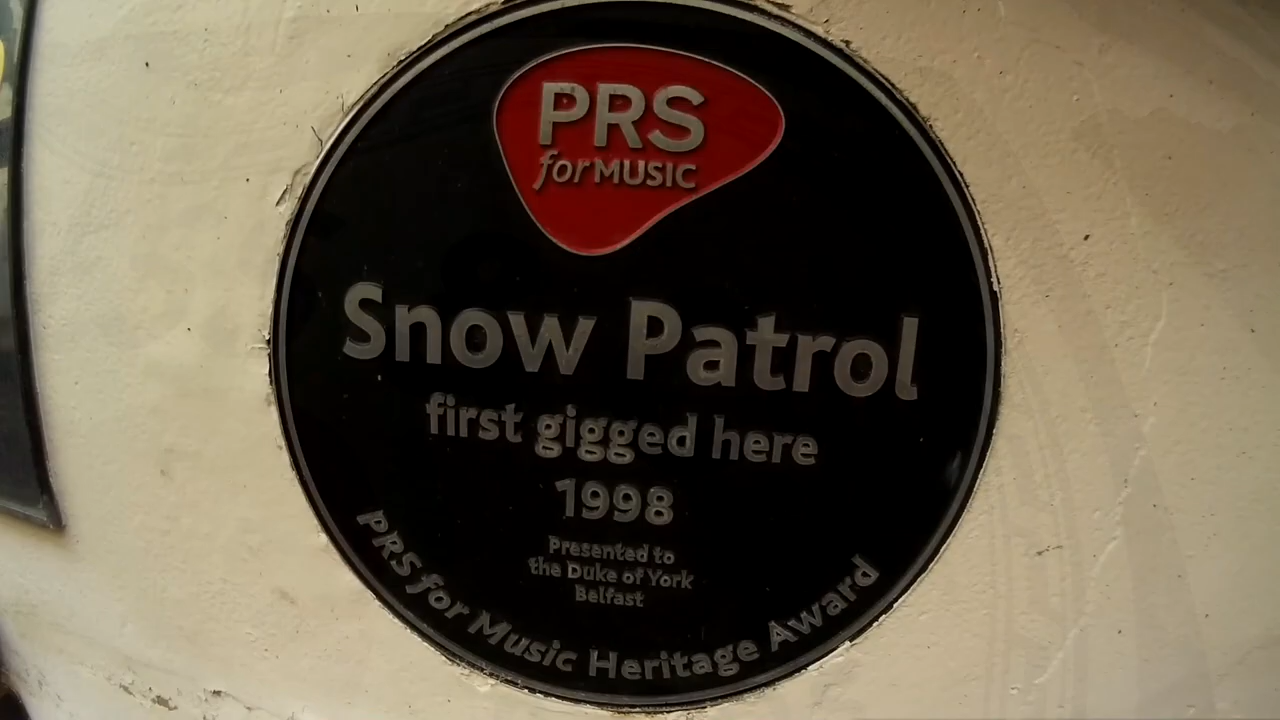 PRS
for MUSIC
Snow Patrol
first gigged here
1998
Presented to
the Duke of York
Belfast
PRS for Music Heritage Award